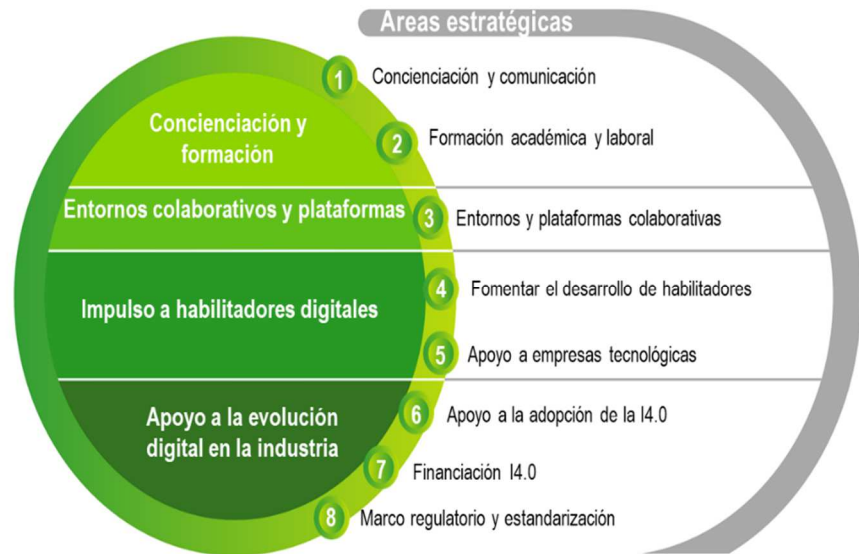 Areas estratégicas
1 Concienciación y comunicación
Concienciación y
formación
2 Formación académica y laboral
Entornos colaborativos y plataformas
3 Entornos y plataformas colaborativas
4 Fomentar el desarrollo de habilitadores
Impulso a habilitadores digitales
5 Apoyo a empresas tecnológicas
Apoyo a la evolución
digital en la industria
6 Apoyo a la adopción de la I4.0
7 Financiación I4.0
8 Marco regulatorio y estandarización